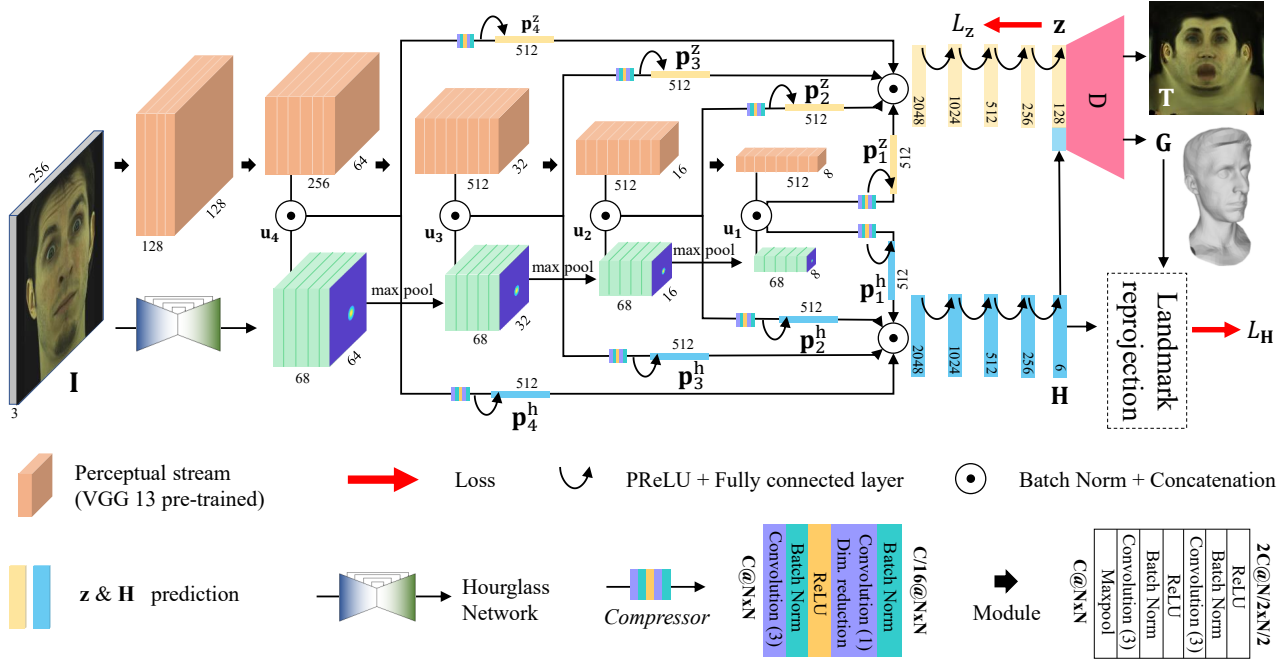 I
256
3
128
128
256
64
512
32
512
16
512
8
u₄
u₃
u₂
u₁
68
64
max pool
68
32
max pool
68
16
max pool
68
8
p₄ᶻ
512
p₃ᶻ
512
p₂ᶻ
512
p₁ᶻ
512
p₁ʰ
512
p₂ʰ
512
p₃ʰ
512
p₄ʰ
512
L_z
z
2048
1024
512
256
128
D
T
G
2048
1024
512
256
6
H
Landmark
reprojection
L_H
Perceptual stream
(VGG 13 pre-trained)
Loss
PReLU + Fully connected layer
Batch Norm + Concatenation
z & H prediction
Hourglass
Network
Compressor
C@NxN
Convolution (3)
Batch Norm
ReLU
Dim. reduction
Convolution (1)
Batch Norm
C/16@NxN
Module
C@NxN
Maxpool
Convolution (3)
Batch Norm
ReLU
Convolution (3)
Batch Norm
ReLU
2C@N/2xN/2